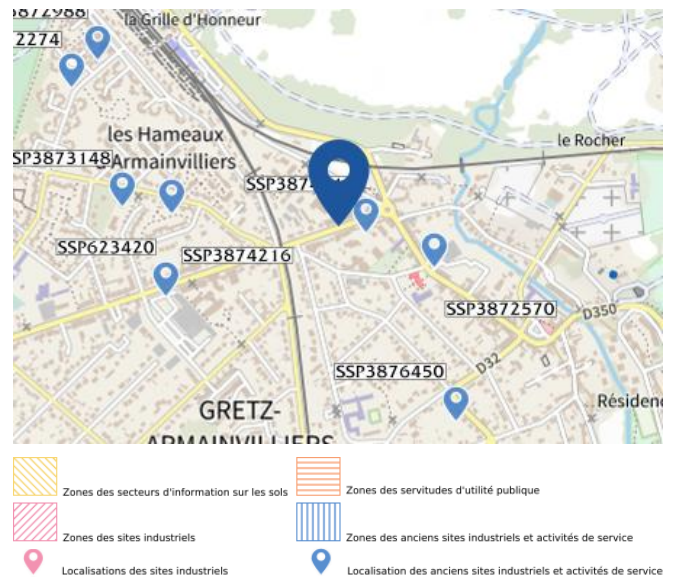 la Grille d'Honneur
2274
les Hameaux
d'Armainvilliers
le Rocher
SSP3873148
SSP623420
SSP3874216
SSP3872570
D350
SSP3876450
D32
GRETZ-
ARMAINVILLIERS
Zones des secteurs d'information sur les sols
Zones des servitudes d'utilité publique
Zones des sites industriels
Zones des anciens sites industriels et activités de service
Localisations des sites industriels
Localisation des anciens sites industriels et activités de service